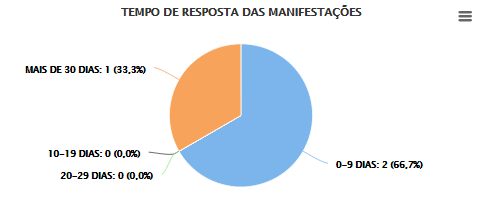 TEMPO DE RESPOSTA DAS MANIFESTAÇÕES
MAIS DE 30 DIAS: 1 (33,3%)
10-19 DIAS: 0 (0,0%)
20-29 DIAS: 0 (0,0%)
0-9 DIAS: 2 (66,7%)